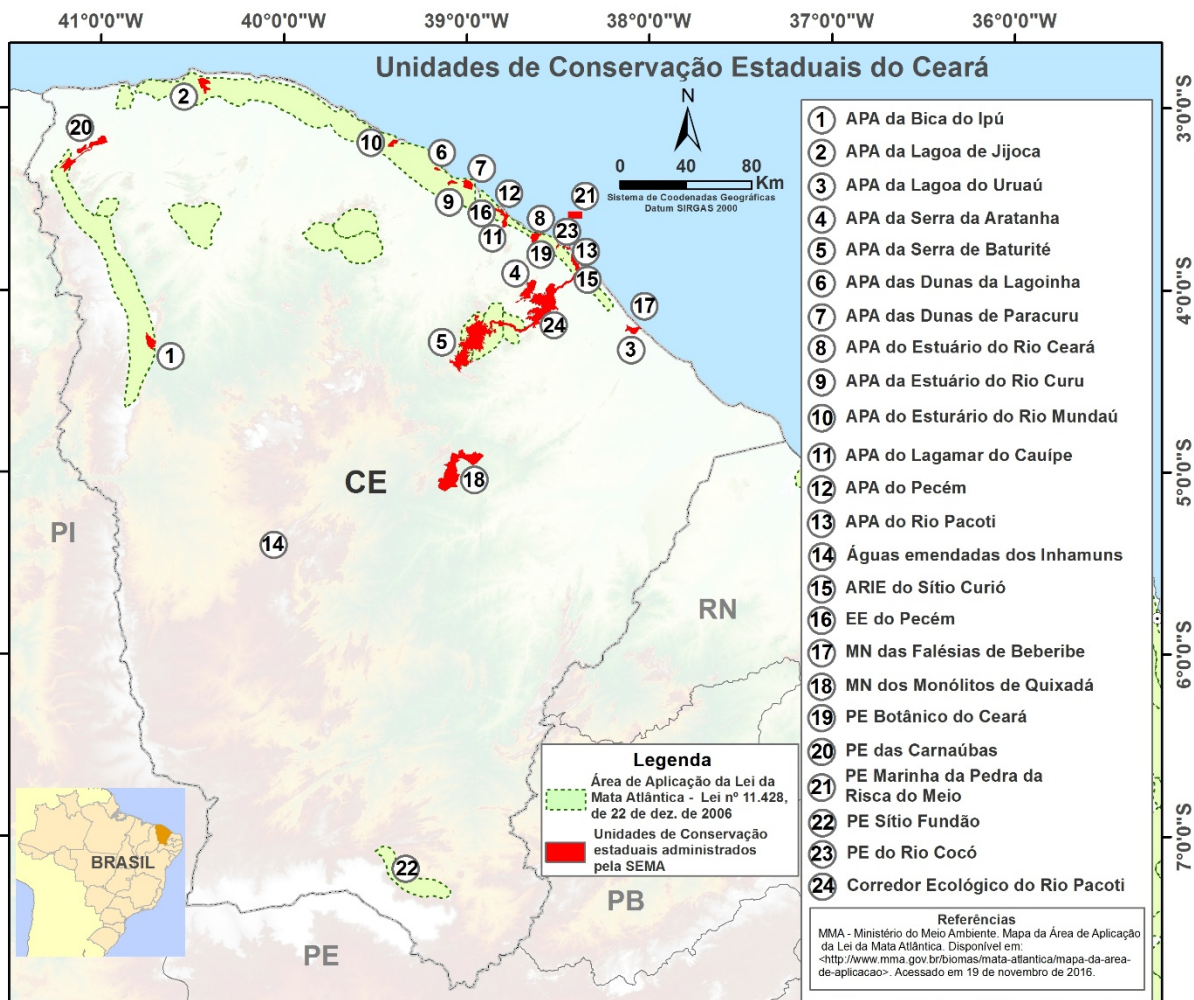 41°0'0"W
40°0'0"W
39°0'0"W
38°0'0"W
37°0'0"W
36°0'0"W
Unidades de Conservação Estaduais do Ceará
N
0 40 80
Km
Sistema de Coodenadas Geográficas
Datum SIRGAS 2000
3°0'0"S
4°0'0"S
5°0'0"S
6°0'0"S
7°0'0"S
2
20
10
6
7
12
21
9
16
11
8
23
19
13
4
15
17
24
5
3
1
18
14
22
CE
PI
RN
PB
PE
BRASIL
1 APA da Bica do Ipú
2 APA da Lagoa de Jijoca
3 APA da Lagoa do Uruaú
4 APA da Serra da Aratanha
5 APA da Serra de Baturité
6 APA das Dunas da Lagoinha
7 APA das Dunas de Paracuru
8 APA do Estuário do Rio Ceará
9 APA da Estuário do Rio Curu
10 APA do Esturário do Rio Mundaú
11 APA do Lagamar do Cauípe
12 APA do Pecém
13 APA do Rio Pacoti
14 Águas emendadas dos Inhamuns
15 ARIE do Sítio Curió
16 EE do Pecém
17 MN das Falésias de Beberibe
18 MN dos Monólitos de Quixadá
19 PE Botânico do Ceará
20 PE das Carnaúbas
21 PE Marinha da Pedra da
Risca do Meio
22 PE Sítio Fundão
23 PE do Rio Cocó
24 Corredor Ecológico do Rio Pacoti
Legenda
Área de Aplicação da Lei da
Mata Atlântica - Lei nº 11.428,
de 22 de dez. de 2006
Unidades de Conservação
estaduais administrados
pela SEMA
Referências
MMA - Ministério do Meio Ambiente. Mapa da Área de Aplicação
da Lei da Mata Atlântica. Disponível em:
<http://www.mma.gov.br/biomas/mata-atlantica/mapa-da-area-
de-aplicacao>. Acessado em 19 de novembro de 2016.